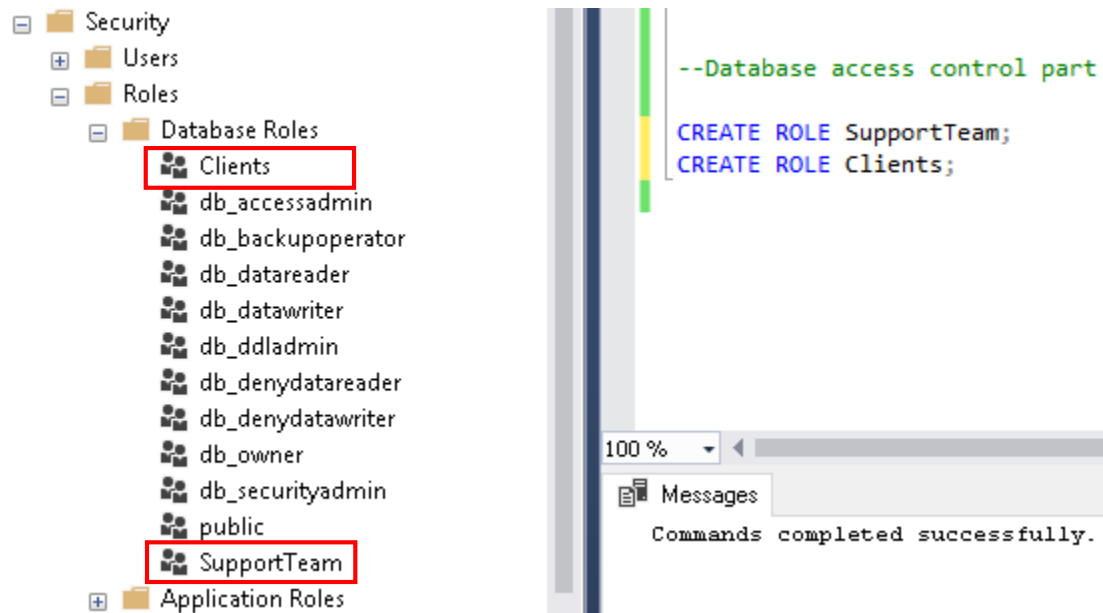 Security
Users
Roles
Database Roles
Clients
db_accessadmin
db_backupoperator
db_datareader
db_datawriter
db_ddladmin
db_denydatareader
db_denydatawriter
db_owner
db_securityadmin
public
SupportTeam
Application Roles
--Database access control part
CREATE ROLE SupportTeam;
CREATE ROLE Clients;
100 %
Messages
Commands completed successfully.